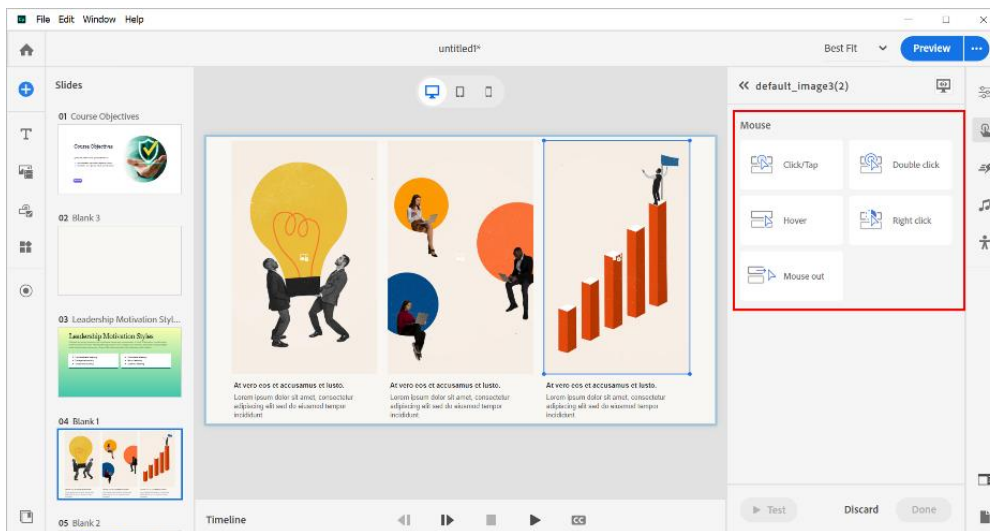 File Edit Window Help
untitled1*
Best Fit
Preview
Slides
01 Course Objectives
Course Objectives
02 Blank 3
03 Leadership Motivation Styl...
Leadership Motivation Styles
04 Blank 1
05 Blank 2
At vero eos et accusamus et iusto.
Lorem ipsum dolor sit amet, consectetur
adipiscing elit sed do eiusmod tempor
incididunt
At vero eos et accusamus et iusto.
Lorem ipsum dolor sit amet, consectetur
adipiscing elit sed do eiusmod tempor
incididunt
At vero eos et accusamus et iusto.
Lorem ipsum dolor sit amet, consectetur
adipiscing elit sed do eiusmod tempor
incididunt
Timeline
CC
default_image3(2)
Mouse
Click/Tap
Double click
Hover
Right click
Mouse out
Test
Discard
Done